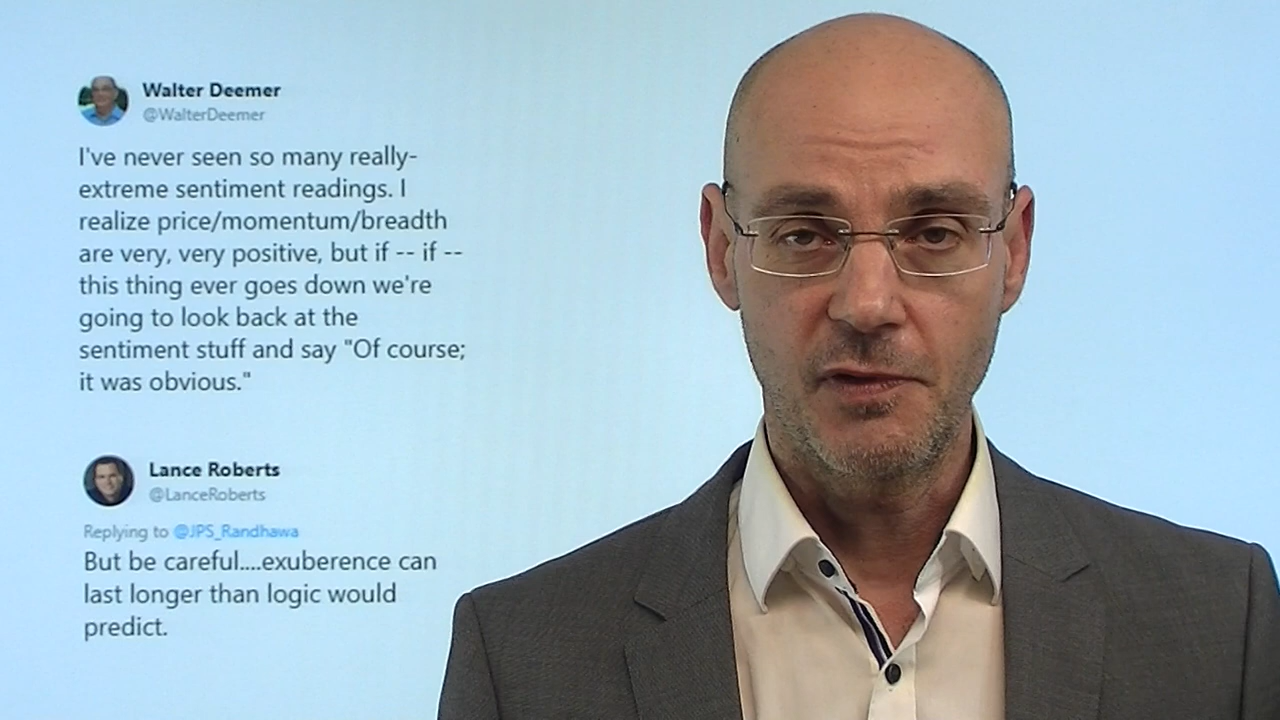 Walter Deemer
@WalterDeemer
I've never seen so many really-
extreme sentiment readings. I
realize price/momentum/breadth
are very, very positive, but if -- if --
this thing ever goes down we're
going to look back at the
sentiment stuff and say "Of course;
it was obvious."
Lance Roberts
@LanceRoberts
Replying to @JPS_Randhawa
But be careful....exuberence can
last longer than logic would
predict.